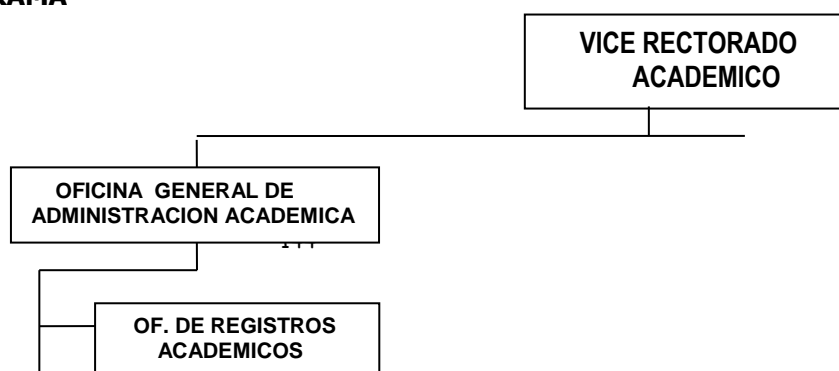 VICE RECTORADO
ACADEMICO
OFICINA GENERAL DE
ADMINISTRACION ACADEMICA
OF. DE REGISTROS
ACADEMICOS